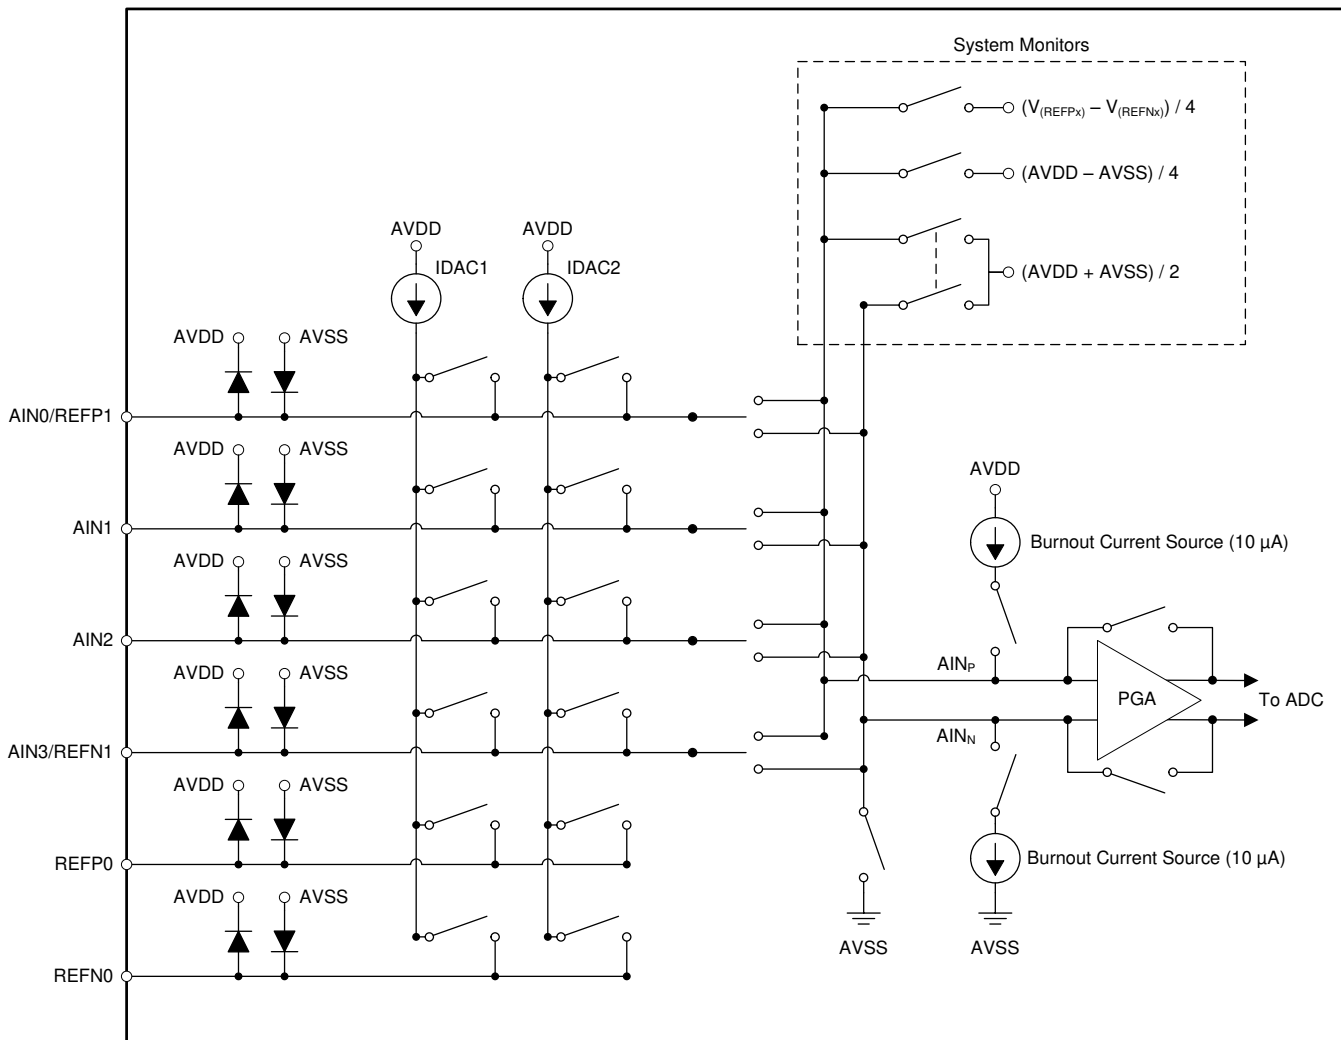 System Monitors
(V(REFPx) – V(REFNx)) / 4
(AVDD – AVSS) / 4
(AVDD + AVSS) / 2
AVDD
AVDD
IDAC1
IDAC2
AVDD
AVSS
AIN0/REFP1
AVDD
AVSS
AIN1
AVDD
AVSS
AIN2
AVDD
AVSS
AIN3/REFN1
AVDD
AVSS
REFP0
AVDD
AVSS
REFN0
AVDD
Burnout Current Source (10 µA)
AINP
PGA
To ADC
AINN
Burnout Current Source (10 µA)
AVSS
AVSS